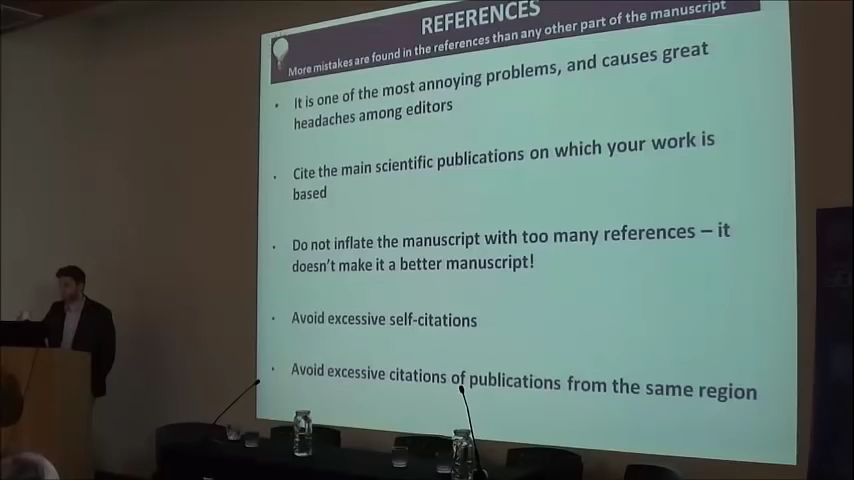 REFERENCES
More mistakes are found in the references than any other part of the manuscript
• It is one of the most annoying problems, and causes great
headaches among editors
• Cite the main scientific publications on which your work is
based
• Do not inflate the manuscript with too many references – it
doesn't make it a better manuscript!
• Avoid excessive self-citations
• Avoid excessive citations of publications from the same region